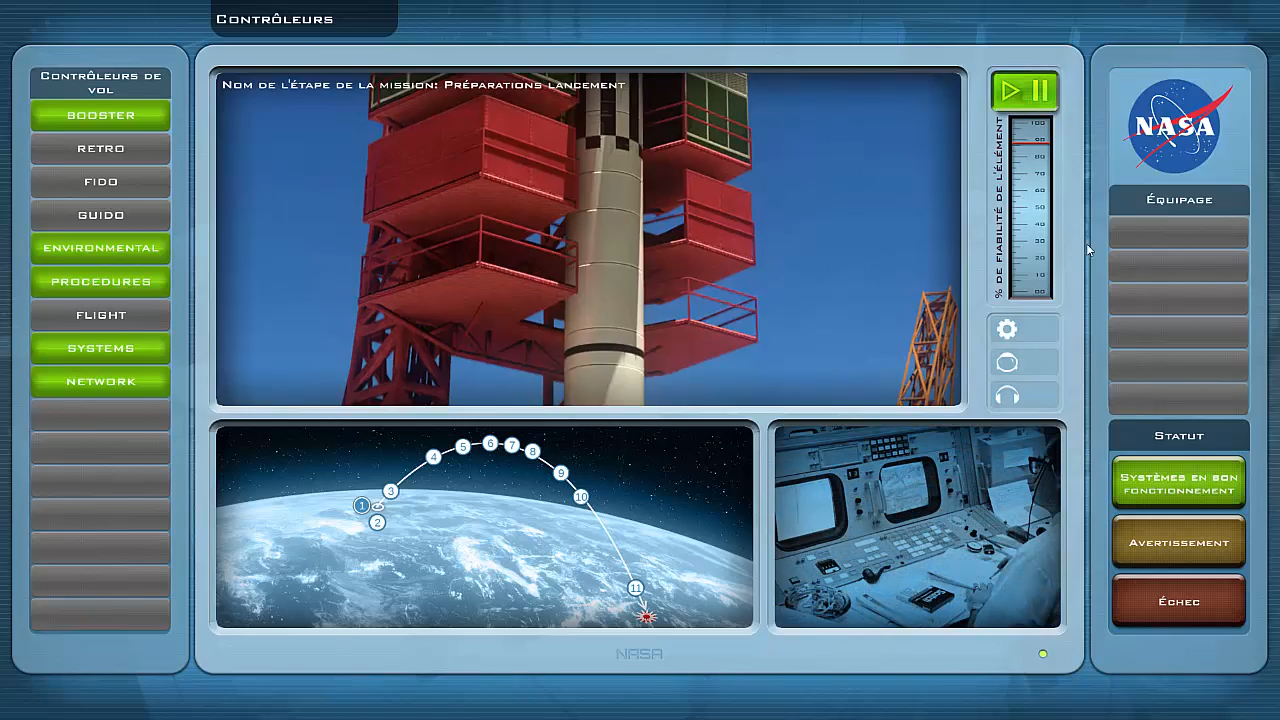 Contrôleurs
Contrôleurs de
vol
Booster
Retro
Fido
Guido
Environmental
Procedures
Flight
Systems
Network
Nom de l'étape de la mission: Préparations lancement
% de fiabilité de l'élément
100
90
80
70
60
50
40
30
20
10
00
NASA
Équipage
Statut
Systèmes en bon
fonctionnement
Avertissement
Échec
1
2
3
4
5
6
7
8
9
10
11
NASA